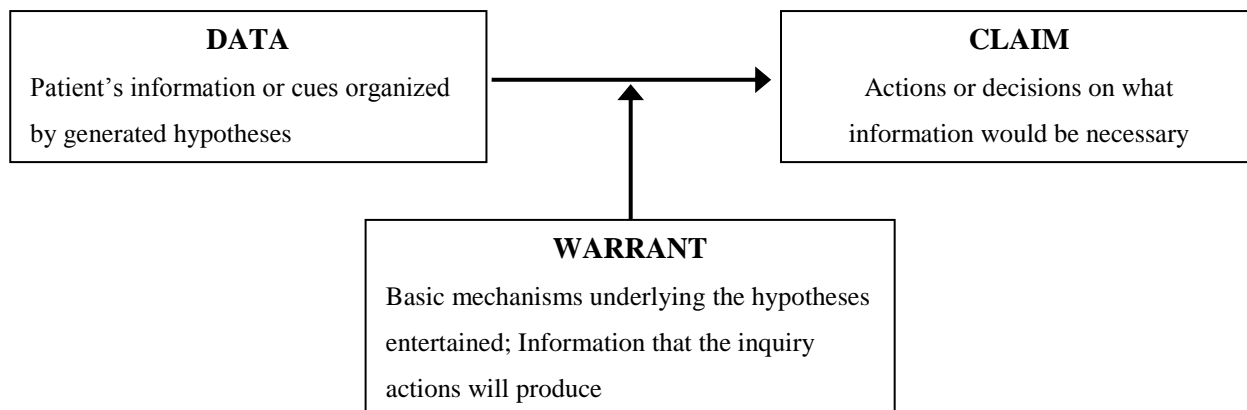 DATA
Patient’s information or cues organized
by generated hypotheses
CLAIM
Actions or decisions on what
information would be necessary
WARRANT
Basic mechanisms underlying the hypotheses
entertained; Information that the inquiry
actions will produce